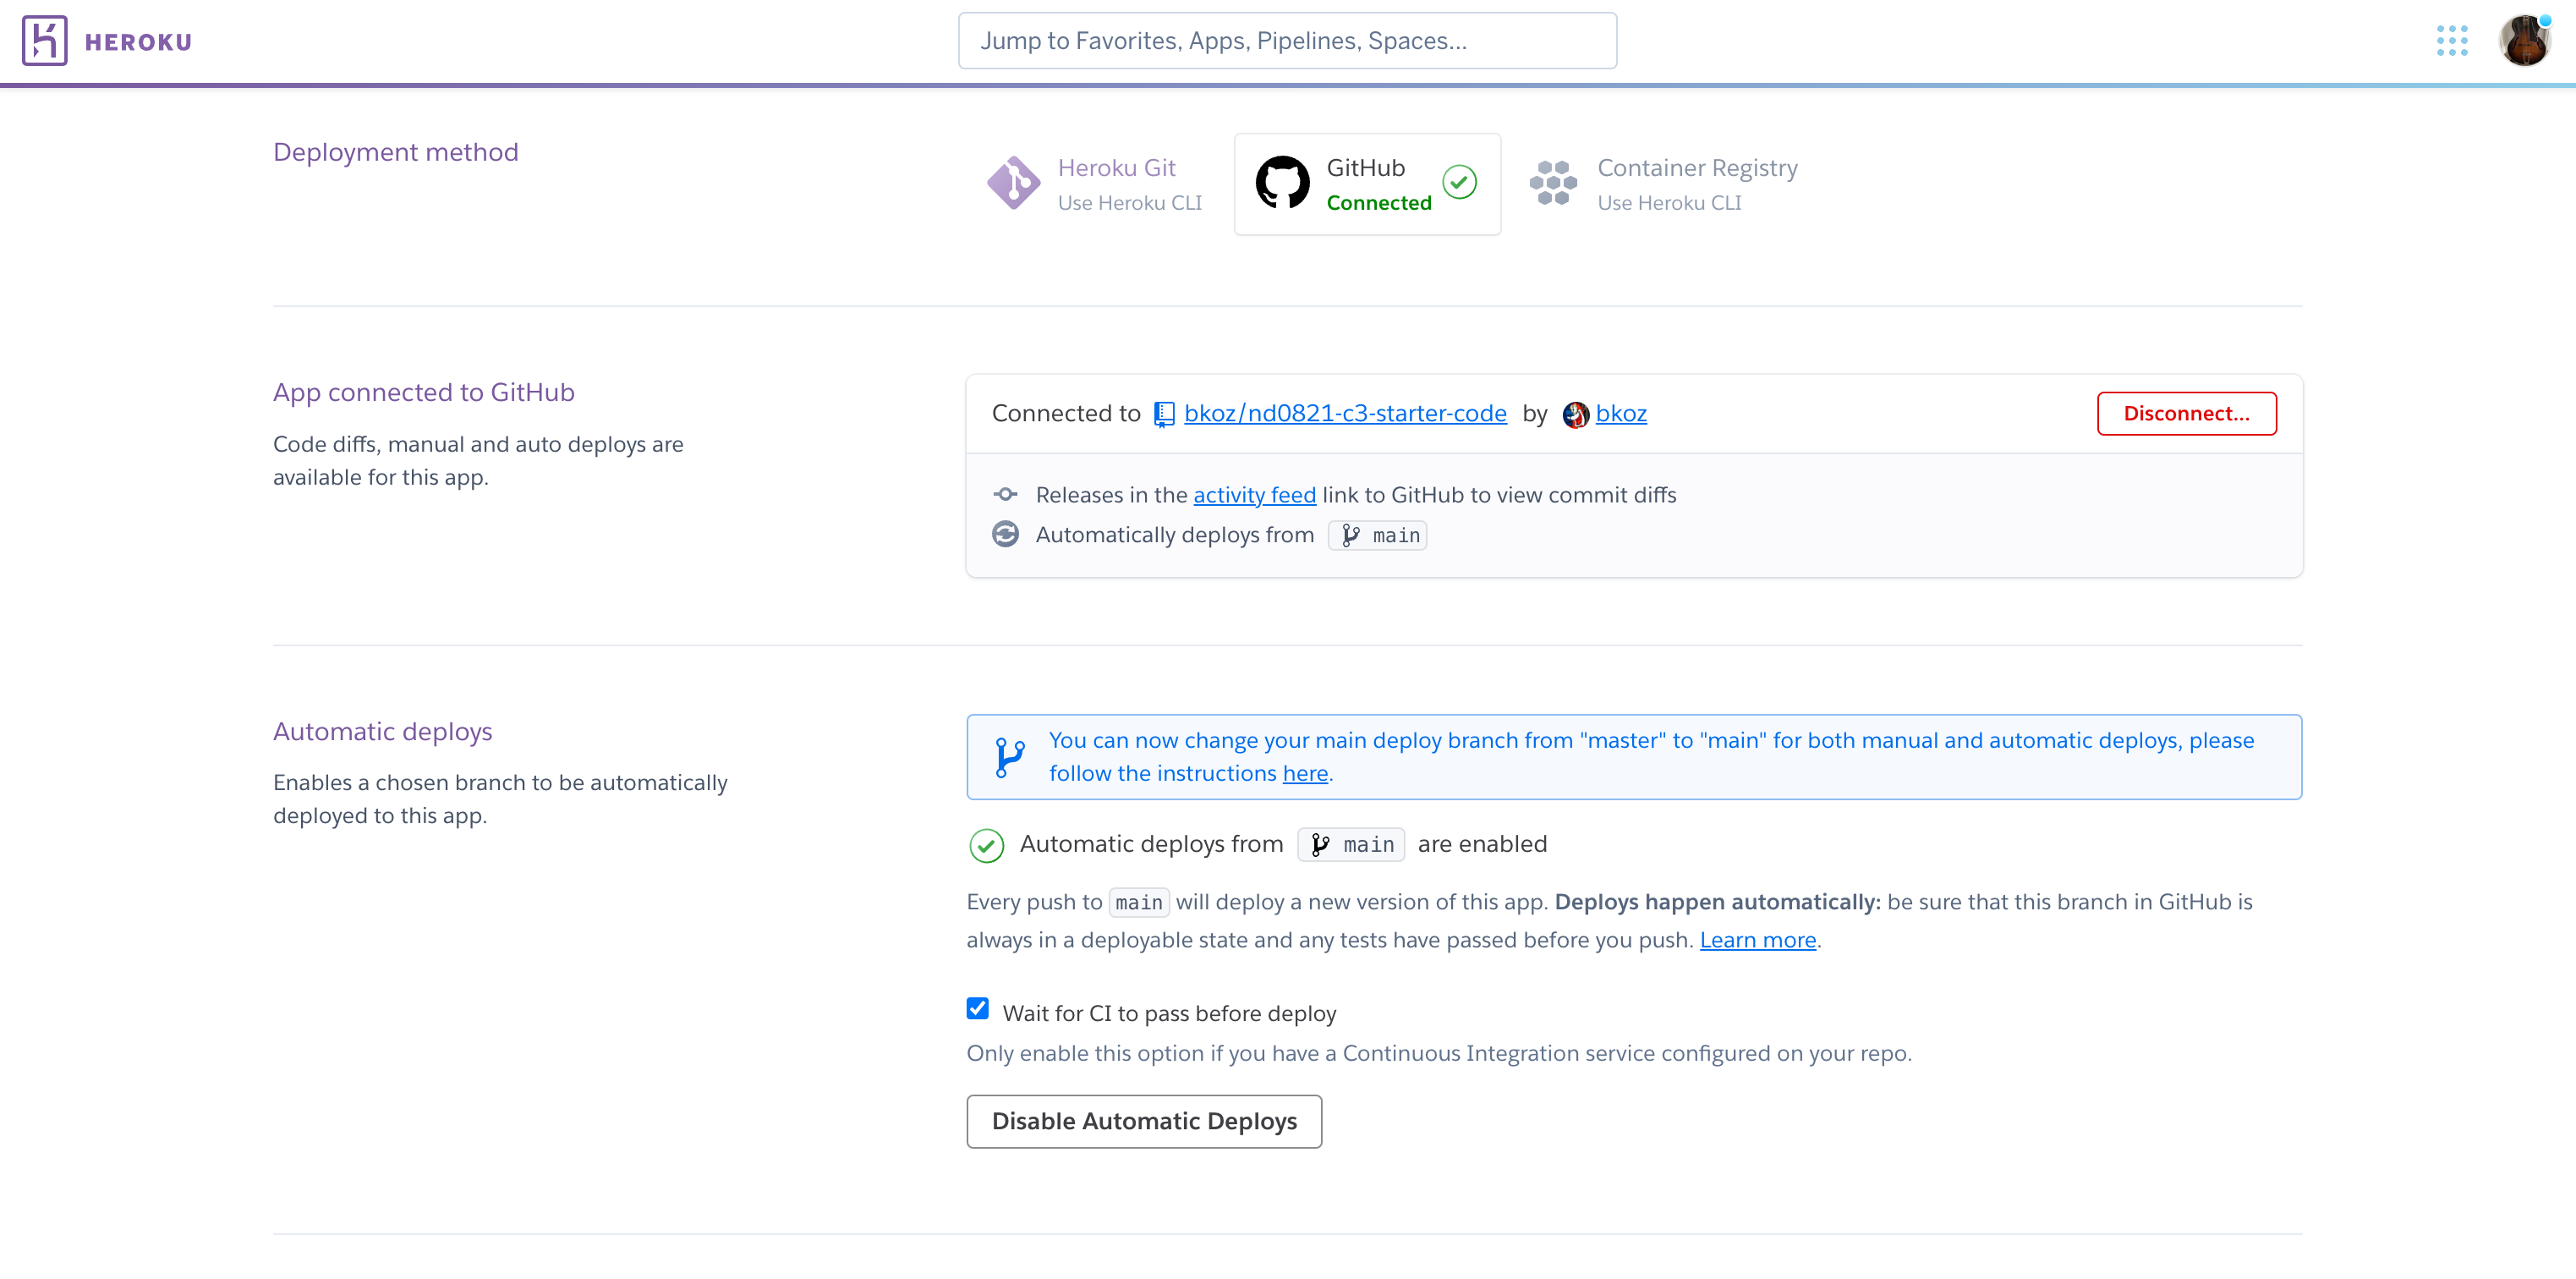 HEROKU
Jump to Favorites, Apps, Pipelines, Spaces...
Deployment method
Heroku Git
Use Heroku CLI
GitHub
Connected
Container Registry
Use Heroku CLI
App connected to GitHub
Code diffs, manual and auto deploys are
available for this app.
Connected to bkoz/nd0821-c3-starter-code by bkoz
Disconnect...
Releases in the activity feed link to GitHub to view commit diffs
Automatically deploys from main
Automatic deploys
Enables a chosen branch to be automatically
deployed to this app.
You can now change your main deploy branch from "master" to "main" for both manual and automatic deploys, please
follow the instructions here.
Automatic deploys from main are enabled
Every push to main will deploy a new version of this app. Deploys happen automatically: be sure that this branch in GitHub is
always in a deployable state and any tests have passed before you push. Learn more.
Wait for CI to pass before deploy
Only enable this option if you have a Continuous Integration service configured on your repo.
Disable Automatic Deploys